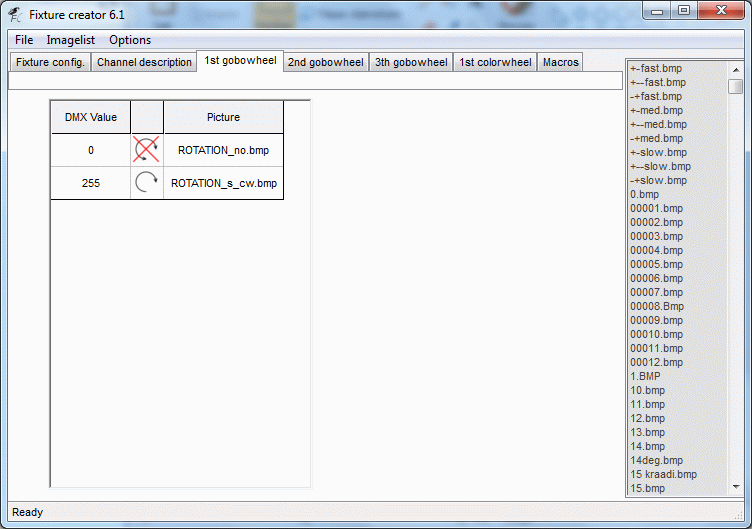 Fixture creator 6.1
File Imagelist Options
Fixture config. Channel description 1st gobowheel 2nd gobowheel 3th gobowheel 1st colorwheel Macros
DMX Value Picture
0 ROTATION_no.bmp
255 ROTATION_s_cw.bmp
+-fast.bmp
+--fast.bmp
-+fast.bmp
+-med.bmp
+--med.bmp
-+med.bmp
+-slow.bmp
+--slow.bmp
-+slow.bmp
0.bmp
00001.bmp
00002.bmp
00003.bmp
00004.bmp
00005.bmp
00006.bmp
00007.bmp
00008.Bmp
00009.bmp
00010.bmp
00011.bmp
00012.bmp
1.BMP
10.bmp
11.bmp
12.bmp
13.bmp
14.bmp
14deg.bmp
15 kraadi.bmp
15.bmp
Ready